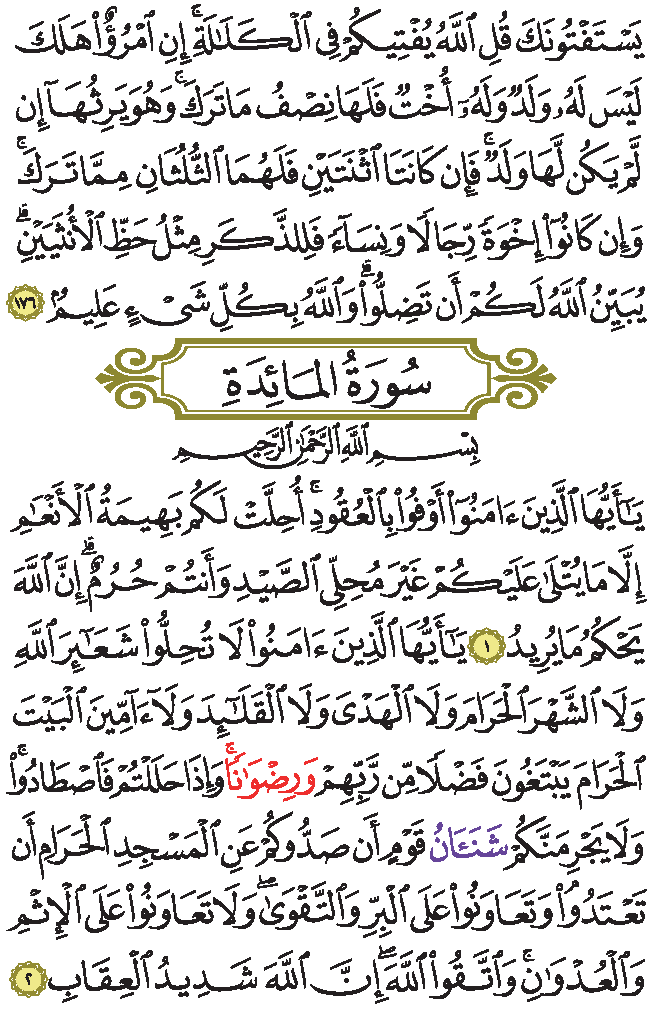 يَسْتَفْتُونَكَ قُلِ ٱللَّهُ يُفْتِيكُمْ فِى ٱلْكَلَـٰلَةِ ۚ إِنِ ٱمْرُؤٌا۟ هَلَكَ
لَيْسَ لَهُۥ وَلَدٌ وَلَهُۥٓ أُخْتٌ فَلَهَا نِصْفُ مَا تَرَكَ ۚ وَهُوَ يَرِثُهَآ إِن
لَّمْ يَكُن لَّهَا وَلَدٌ ۚ فَإِن كَانَتَا ٱثْنَتَيْنِ فَلَهُمَا ٱلثُّلُثَانِ مِمَّا تَرَكَ ۚ
وَإِن كَانُوٓا۟ إِخْوَةً رِّجَالًا وَنِسَآءً فَلِلذَّكَرِ مِثْلُ حَظِّ ٱلْأُنثَيَيْنِ ۗ
يُبَيِّنُ ٱللَّهُ لَكُمْ أَن تَضِلُّوا۟ ۗ وَٱللَّهُ بِكُلِّ شَىْءٍ عَلِيمٌۢ ١٧٦
سُورَةُ المَائِدَةِ
بِسْمِ ٱللَّهِ ٱلرَّحْمَـٰنِ ٱلرَّحِيمِ
يَـٰٓأَيُّهَا ٱلَّذِينَ ءَامَنُوٓا۟ أَوْفُوا۟ بِٱلْعُقُودِ ۚ أُحِلَّتْ لَكُم بَهِيمَةُ ٱلْأَنْعَـٰمِ
إِلَّا مَا يُتْلَىٰ عَلَيْكُمْ غَيْرَ مُحِلِّى ٱلصَّيْدِ وَأَنتُمْ حُرُمٌ ۗ إِنَّ ٱللَّهَ
يَحْكُمُ مَا يُرِيدُ ١ يَـٰٓأَيُّهَا ٱلَّذِينَ ءَامَنُوا۟ لَا تُحِلُّوا۟ شَعَـٰٓئِرَ ٱللَّهِ
وَلَا ٱلشَّهْرَ ٱلْحَرَامَ وَلَا ٱلْهَدْىَ وَلَا ٱلْقَلَـٰٓئِدَ وَلَآ ءَآمِّينَ ٱلْبَيْتَ
ٱلْحَرَامَ يَبْتَغُونَ فَضْلًا مِّن رَّبِّهِمْ وَرِضْوَٰنًا ۚ وَإِذَا حَلَلْتُمْ فَٱصْطَادُوا۟ ۚ
وَلَا يَجْرِمَنَّكُمْ شَنَـَٔانُ قَوْمٍ أَن صَدُّوكُمْ عَنِ ٱلْمَسْجِدِ ٱلْحَرَامِ أَن
تَعْتَدُوا۟ ۘ وَتَعَاوَنُوا۟ عَلَى ٱلْبِرِّ وَٱلتَّقْوَىٰ ۖ وَلَا تَعَاوَنُوا۟ عَلَى ٱلْإِثْمِ
وَٱلْعُدْوَٰنِ ۚ وَٱتَّقُوا۟ ٱللَّهَ ۖ إِنَّ ٱللَّهَ شَدِيدُ ٱلْعِقَابِ ٢